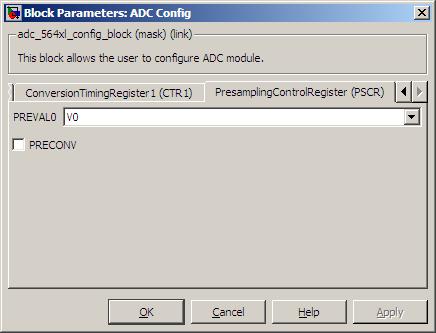 Block Parameters: ADC Config
adc_564xl_config_block (mask) (link)
This block allows the user to configure ADC module.
ConversionTimingRegister1 (CTR1) PresamplingControlRegister (PSCR)
PREVAL0 V0
PRECONV
OK Cancel Help Apply